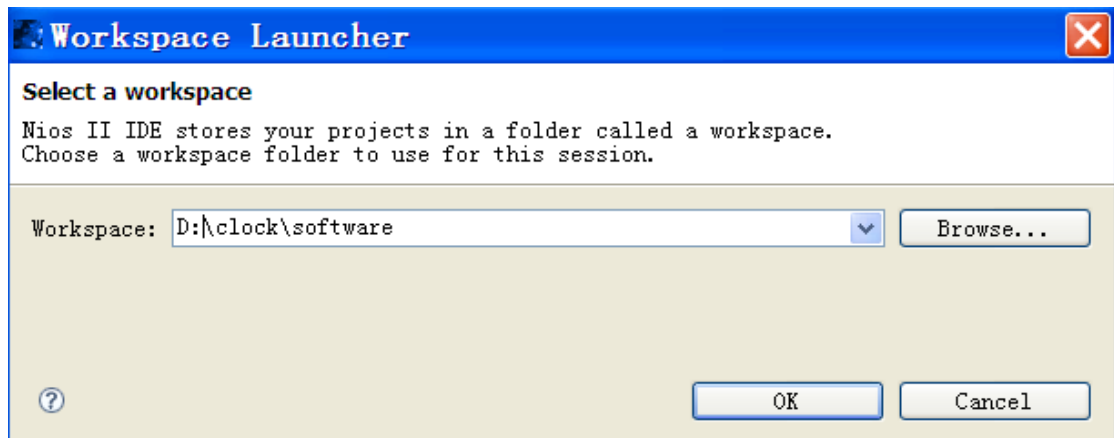 Workspace Launcher
Select a workspace
Nios II IDE stores your projects in a folder called a workspace.
Choose a workspace folder to use for this session.
Workspace: D:\clock\software Browse...
? OK Cancel